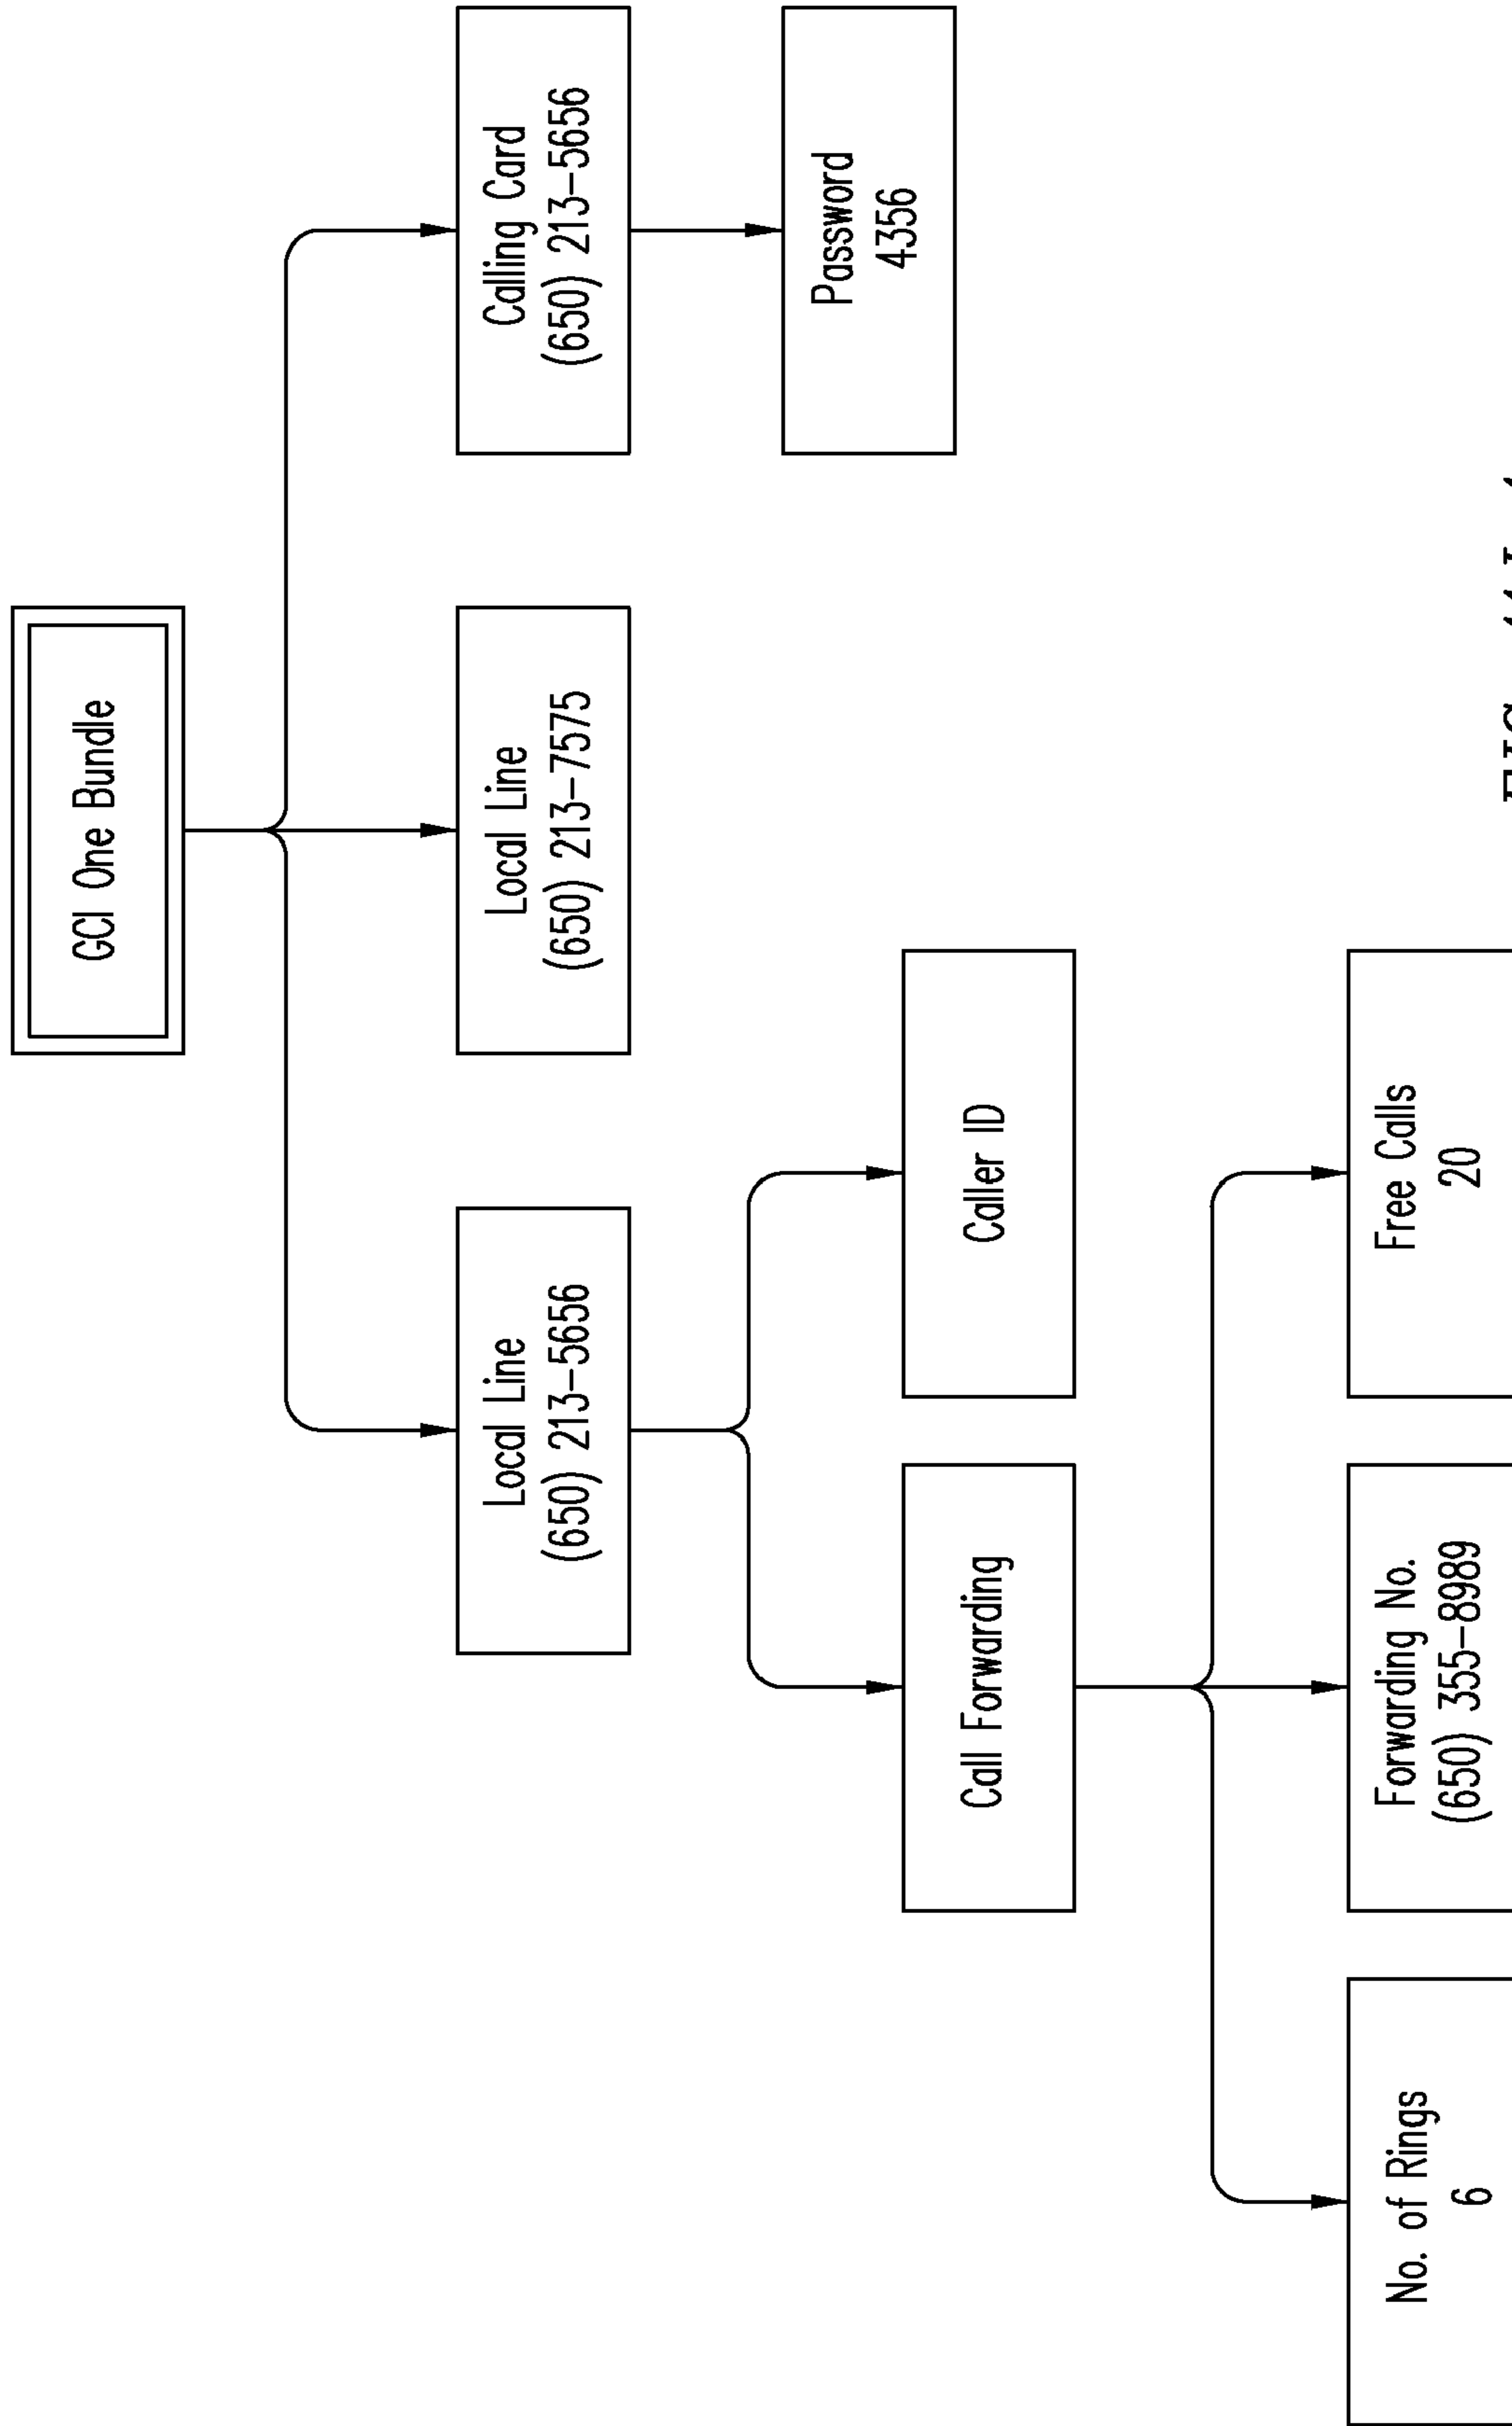 GCI One Bundle
Local Line
(650) 213-5656
Local Line
(650) 213-7575
Calling Card
(650) 213-5656
Call Forwarding
Caller ID
Password
4356
No. of Rings
6
Forwarding No.
(650) 355-8989
Free Calls
20